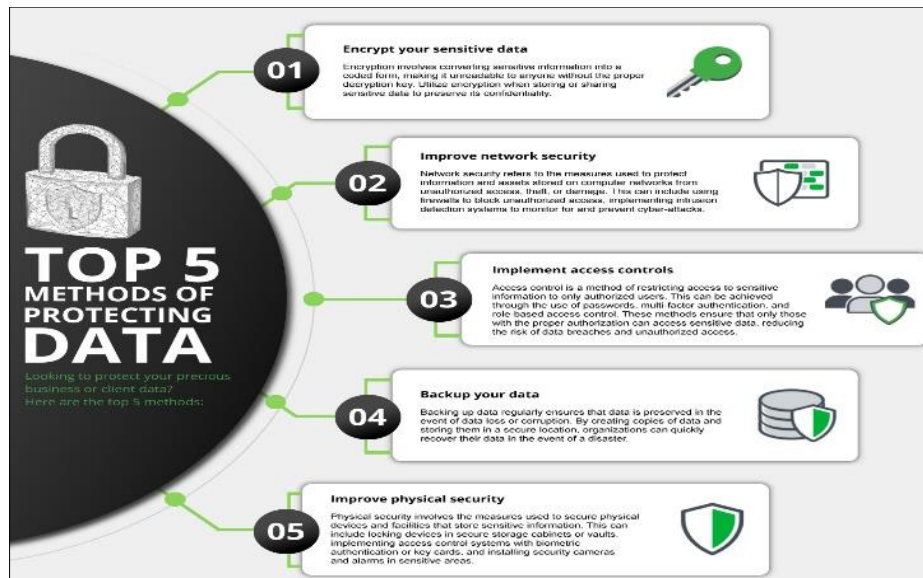 TOP 5
METHODS OF
PROTECTING
DATA
Looking to protect your precious
business or client data?
Here are the top 5 methods:
01
Encrypt your sensitive data
Encryption involves converting sensitive information into a
coded form, making it unreadable to anyone without the proper
decryption key. Utilize encryption when storing or sharing
sensitive data to preserve its confidentiality.
02
Improve network security
Network security refers to the measures used to protect
information and assets stored on computer networks from
unauthorized access, theft, or damage. This can include using
firewalls to block unauthorized access, implementing intrusion
detection systems to monitor for and prevent cyber-attacks.
03
Implement access controls
Access control is a method of restricting access to sensitive
information to only authorized users. This can be achieved
through the use of passwords, multi-factor authentication, and
role based access control. These methods ensure that only those
with the proper authorization can access sensitive data, reducing
the risk of data breaches and unauthorized access.
04
Backup your data
Backing up data regularly ensures that data is preserved in the
event of data loss or corruption. By creating copies of data and
storing them in a secure location, organizations can quickly
recover their data in the event of a disaster.
05
Improve physical security
Physical security involves the measures used to secure physical
devices and facilities that store sensitive information. This can
include locking devices in secure storage cabinets or vaults,
implementing access control systems with biometric
authentication or key cards, and installing security cameras
and alarms in sensitive areas.